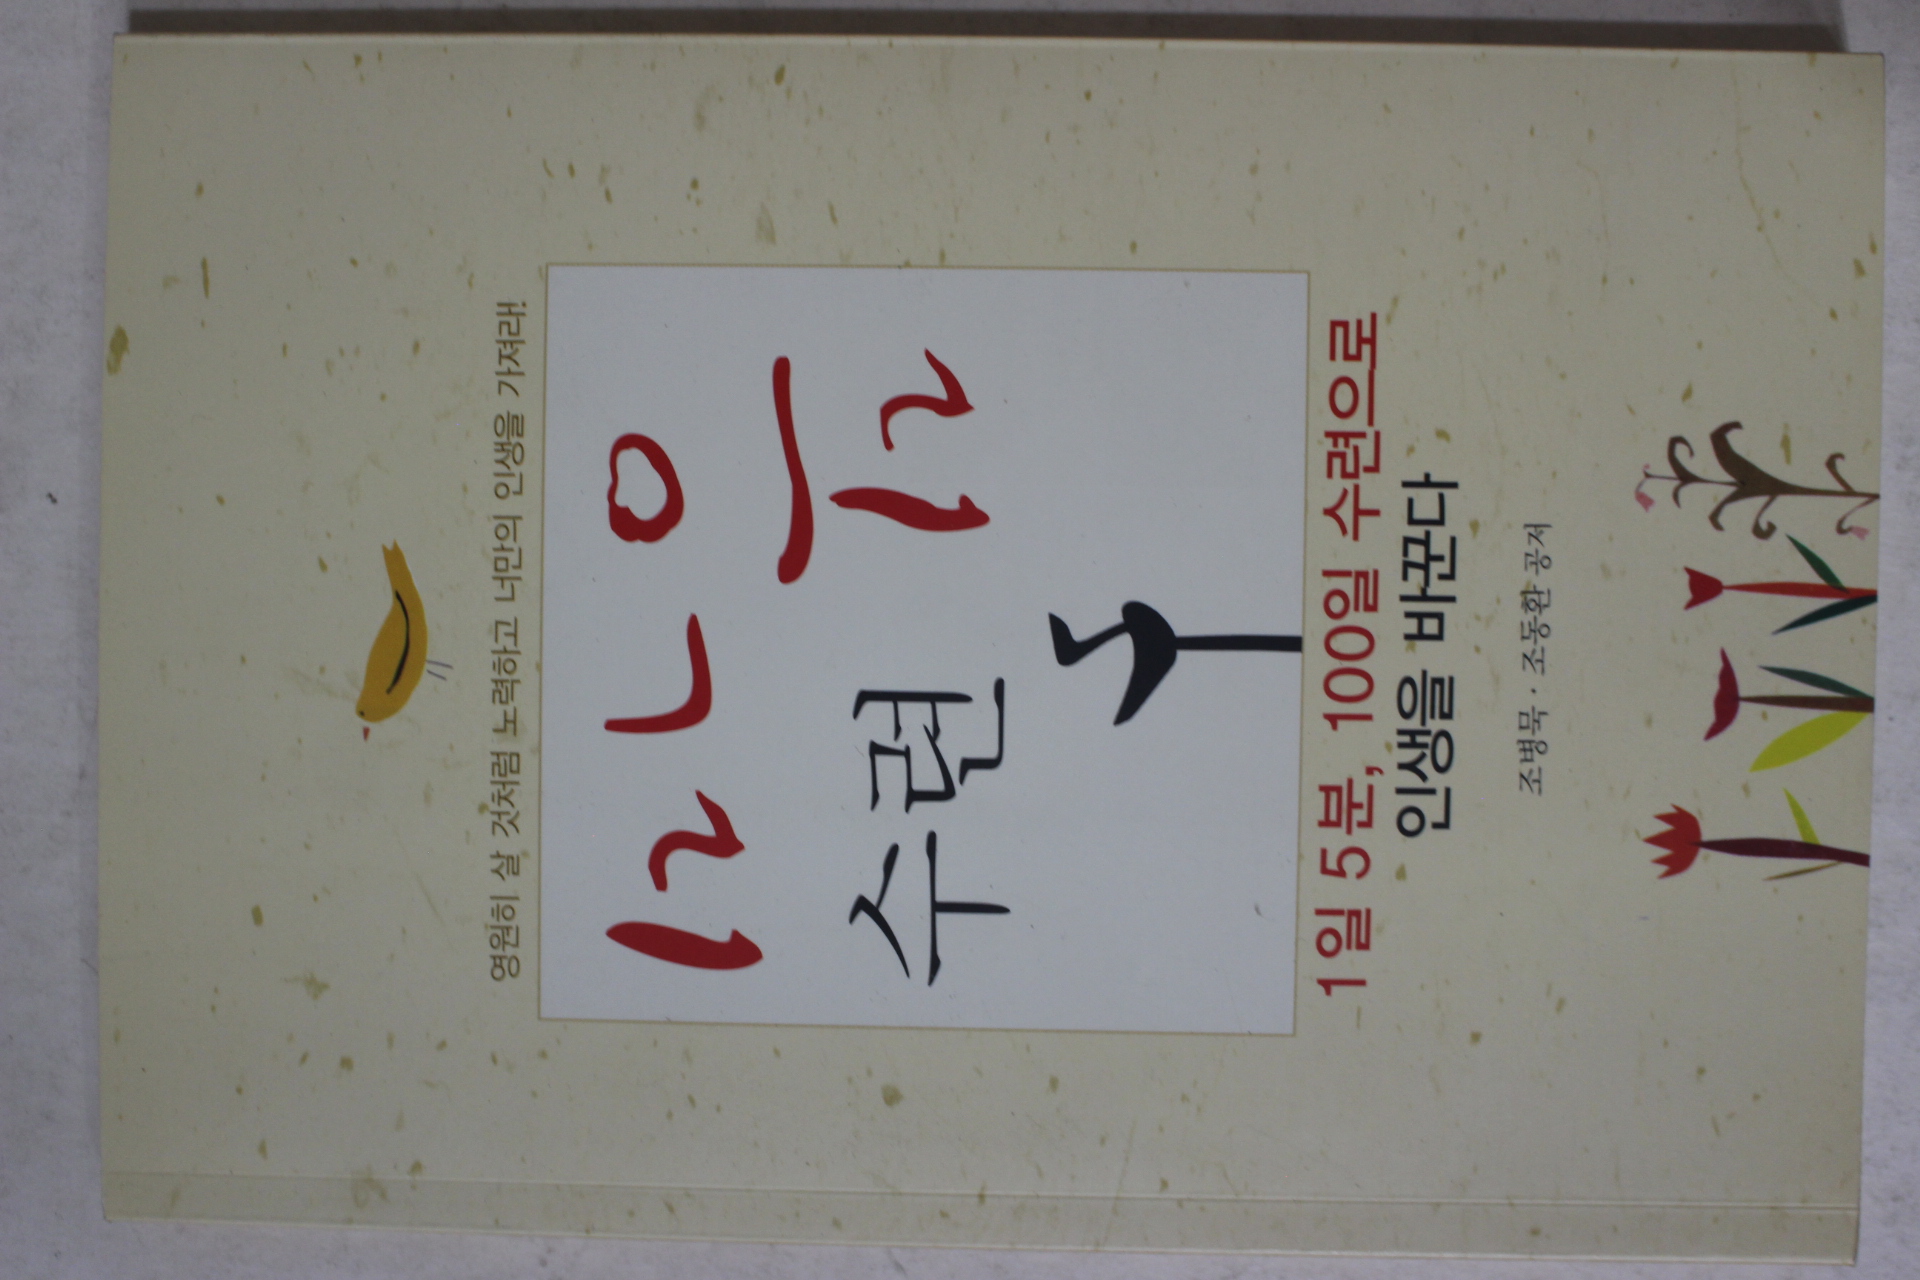 영원히 살 것처럼 노력하고 너만의 인생을 가져라!
마음
수련
1일 5분, 100일 수련으로
인생을 바꾼다
조병묵 · 조동환 공저